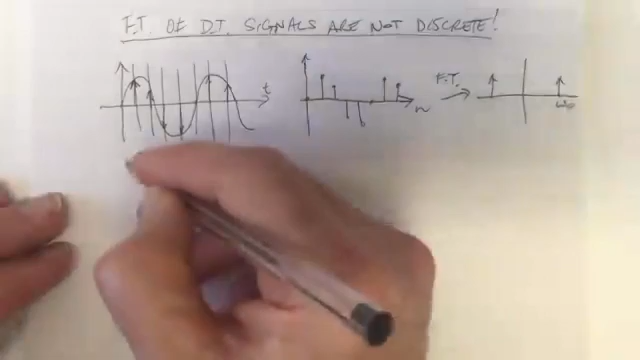 F.T. OF D.T. SIGNALS ARE NOT DISCRETE!
t
n
F.T.
ω₀